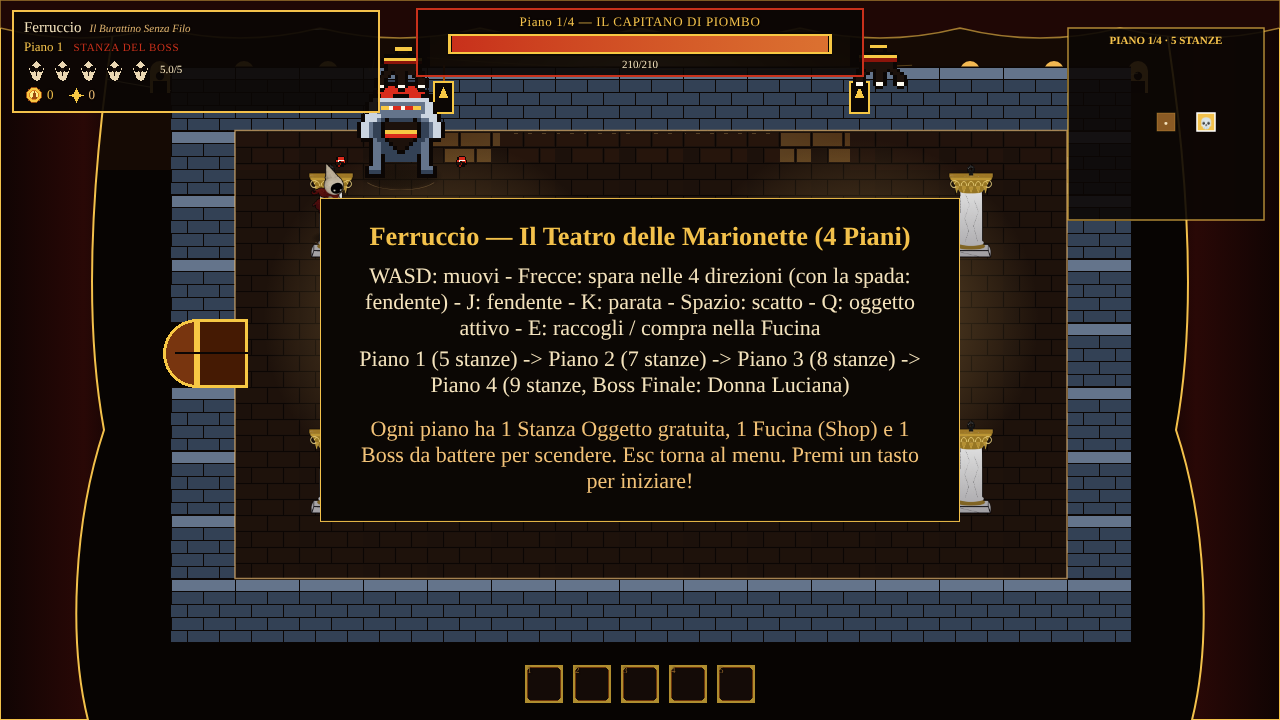 Ferruccio Il Burattino Senza Filo
Piano 1 STANZA DEL BOSS
5,0/5
0 0
Piano 1/4 — IL CAPITANO DI PIOMBO
210/210
PIANO 1/4 · 5 STANZE
Ferruccio — Il Teatro delle Marionette (4 Piani)
WASD: muovi - Frecce: spara nelle 4 direzioni (con la spada:
fendente) - J: fendente - K: parata - Spazio: scatto - Q: oggetto
attivo - E: raccogli / compra nella Fucina
Piano 1 (5 stanze) -> Piano 2 (7 stanze) -> Piano 3 (8 stanze) ->
Piano 4 (9 stanze, Boss Finale: Donna Luciana)
Ogni piano ha 1 Stanza Oggetto gratuita, 1 Fucina (Shop) e 1
Boss da battere per scendere. Esc torna al menu. Premi un tasto
per iniziare!
1 2 3 4 5